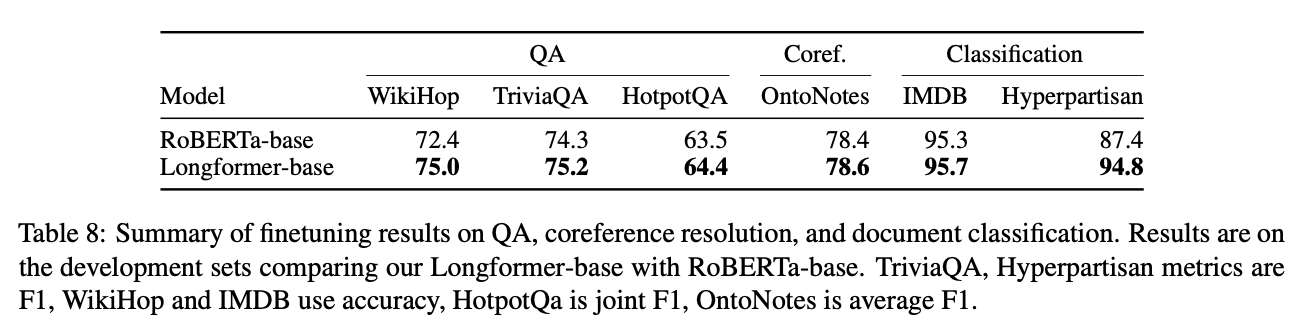 QA Coref. Classification
Model WikiHop TriviaQA HotpotQA OntoNotes IMDB Hyperpartisan
RoBERTa-base 72.4 74.3 63.5 78.4 95.3 87.4
Longformer-base 75.0 75.2 64.4 78.6 95.7 94.8
Table 8: Summary of finetuning results on QA, coreference resolution, and document classification. Results are on
the development sets comparing our Longformer-base with RoBERTa-base. TriviaQA, Hyperpartisan metrics are
F1, WikiHop and IMDB use accuracy, HotpotQa is joint F1, OntoNotes is average F1.